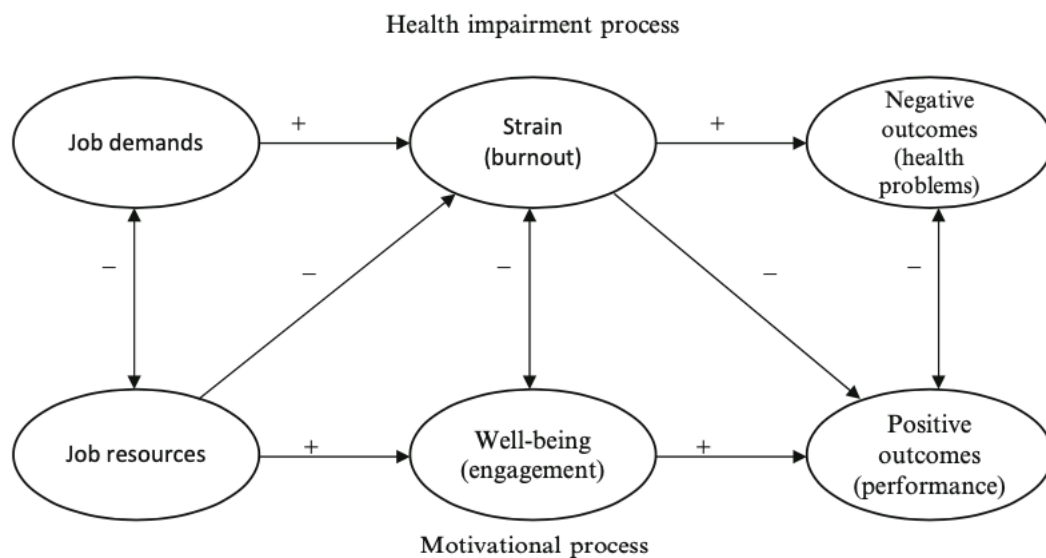 Health impairment process
Job demands
+
Strain
(burnout)
+
Negative
outcomes
(health
problems)
–
–
–
–
–
Job resources
+
Well-being
(engagement)
+
Positive
outcomes
(performance)
Motivational process